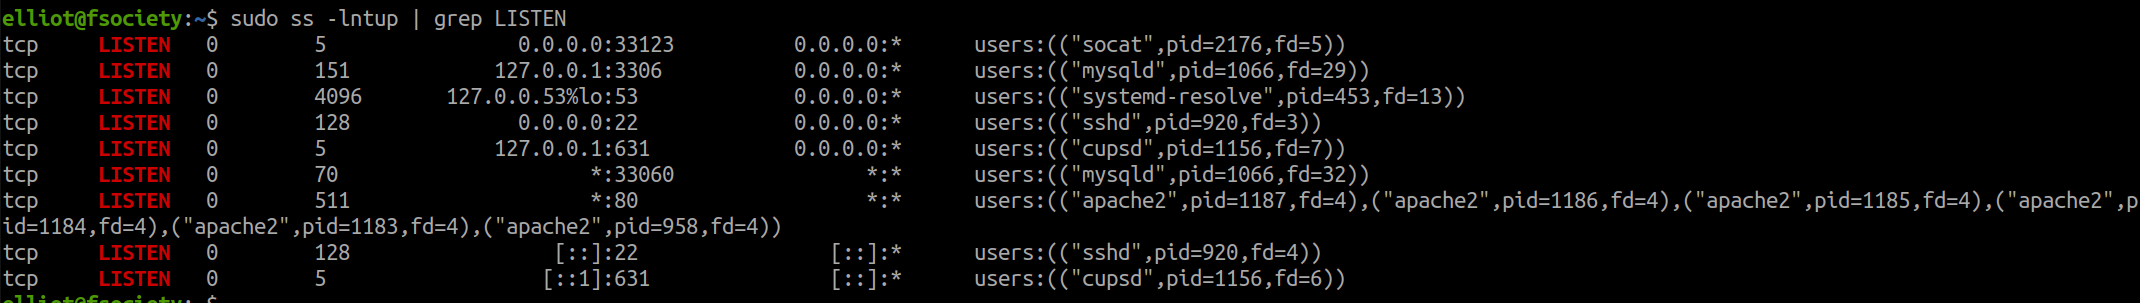 elliot@fsociety:~$ sudo ss -lntup | grep LISTEN
tcp LISTEN 0 5 0.0.0.0:33123 0.0.0.0:* users:(("socat",pid=2176,fd=5))
tcp LISTEN 0 151 127.0.0.1:3306 0.0.0.0:* users:(("mysqld",pid=1066,fd=29))
tcp LISTEN 0 4096 127.0.0.53%lo:53 0.0.0.0:* users:(("systemd-resolve",pid=453,fd=13))
tcp LISTEN 0 128 0.0.0.0:22 0.0.0.0:* users:(("sshd",pid=920,fd=3))
tcp LISTEN 0 5 127.0.0.1:631 0.0.0.0:* users:(("cupsd",pid=1156,fd=7))
tcp LISTEN 0 70 *:33060 *:* users:(("mysqld",pid=1066,fd=32))
tcp LISTEN 0 511 *:80 *:* users:(("apache2",pid=1187,fd=4),("apache2",pid=1186,fd=4),("apache2",pid=1185,fd=4),("apache2",p
id=1184,fd=4),("apache2",pid=1183,fd=4),("apache2",pid=958,fd=4))
tcp LISTEN 0 128 [::]:22 [::]:* users:(("sshd",pid=920,fd=4))
tcp LISTEN 0 5 [::1]:631 [::]:* users:(("cupsd",pid=1156,fd=6))
elliot@fsociety:~$